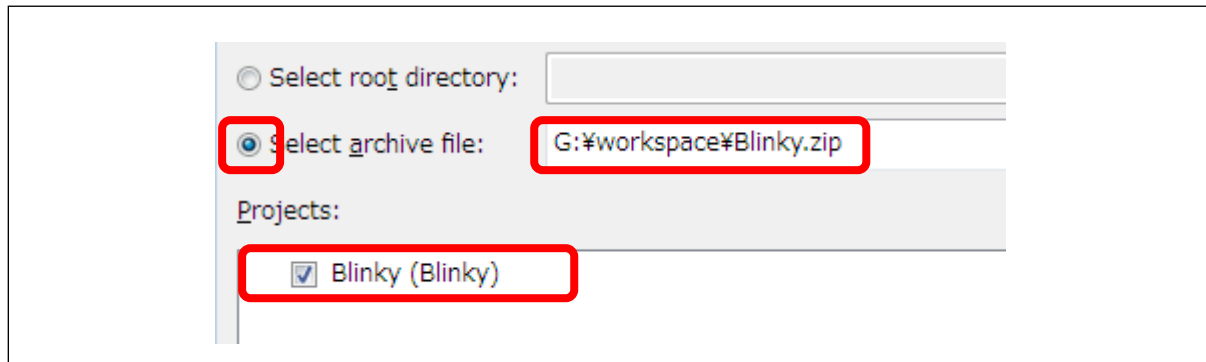 Select root directory:
Select archive file: G:¥workspace¥Blinky.zip
Projects:
Blinky (Blinky)